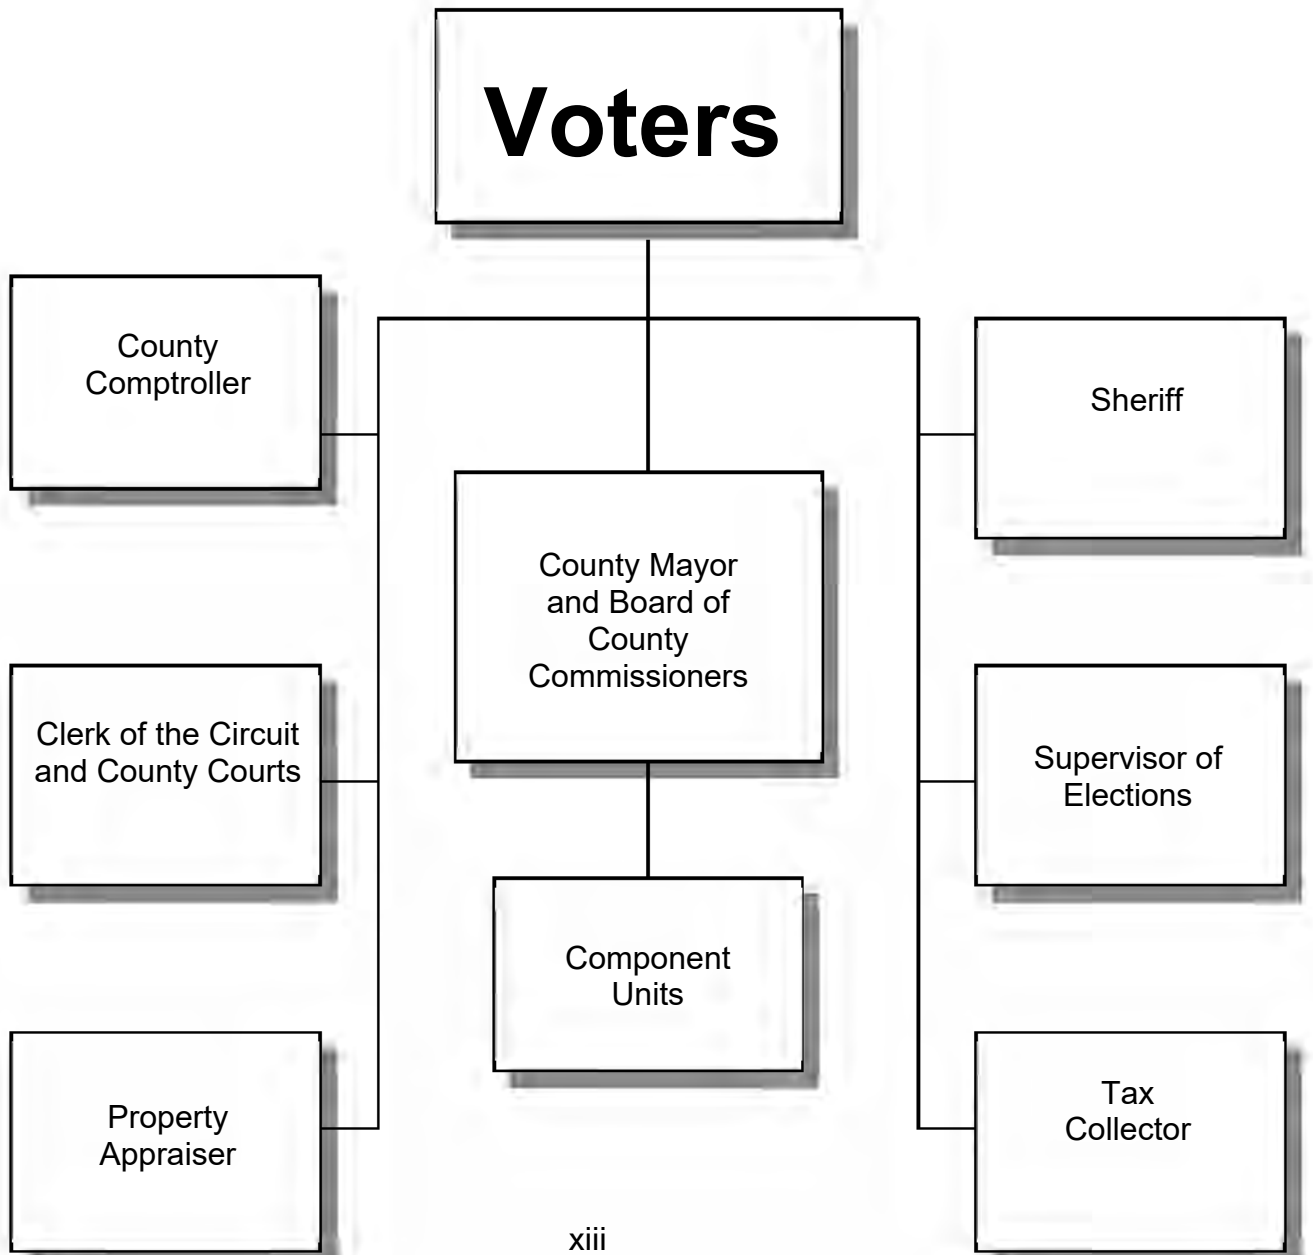 Voters
County
Comptroller
Sheriff
County Mayor
and Board of
County
Commissioners
Clerk of the Circuit
and County Courts
Supervisor of
Elections
Component
Units
Property
Appraiser
Tax
Collector
xiii